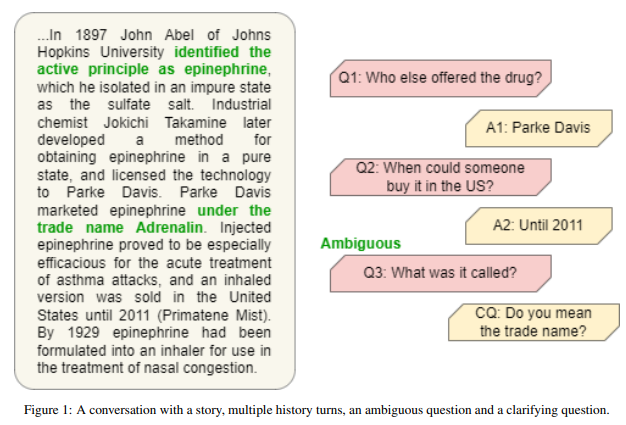 ...In 1897 John Abel of Johns
Hopkins University identified the
active principle as epinephrine,
which he isolated in an impure state
as the sulfate salt. Industrial
chemist Jokichi Takamine later
developed a method for
obtaining epinephrine in a pure
state, and licensed the technology
to Parke Davis. Parke Davis
marketed epinephrine under the
trade name Adrenalin. Injected
epinephrine proved to be especially
efficacious for the acute treatment
of asthma attacks, and an inhaled
version was sold in the United
States until 2011 (Primatene Mist).
By 1929 epinephrine had been
formulated into an inhaler for use in
the treatment of nasal congestion.
Q1: Who else offered the drug?
A1: Parke Davis
Q2: When could someone
buy it in the US?
A2: Until 2011
Ambiguous
Q3: What was it called?
CQ: Do you mean
the trade name?
Figure 1: A conversation with a story, multiple history turns, an ambiguous question and a clarifying question.